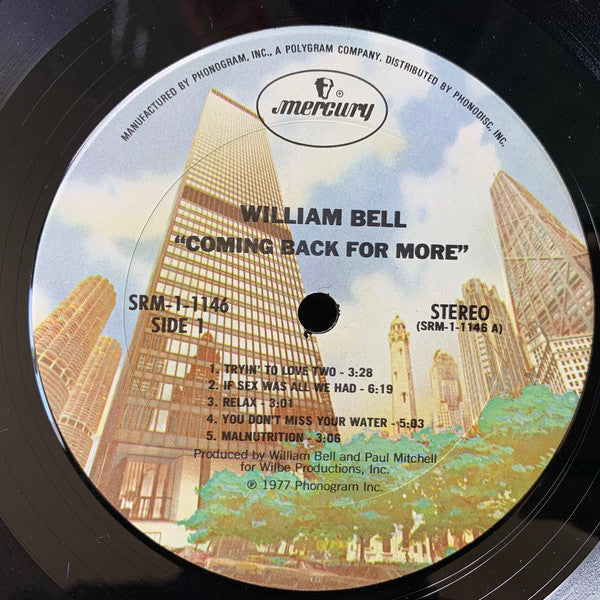 MANUFACTURED BY PHONOGRAM, INC., A POLYGRAM COMPANY. DISTRIBUTED BY PHONODISC, INC.
®
mercury
WILLIAM BELL
"COMING BACK FOR MORE"
SRM-1-1146
SIDE 1
STEREO
(SRM-1-1146 A)
1. TRYIN' TO LOVE TWO - 3:28
2. IF SEX WAS ALL WE HAD - 6:19
3. RELAX - 3:01
4. YOU DON'T MISS YOUR WATER - 5:03
5. MALNUTRITION - 3:06
Produced by William Bell and Paul Mitchell
for Wilbe Productions, Inc.
℗ 1977 Phonogram Inc.